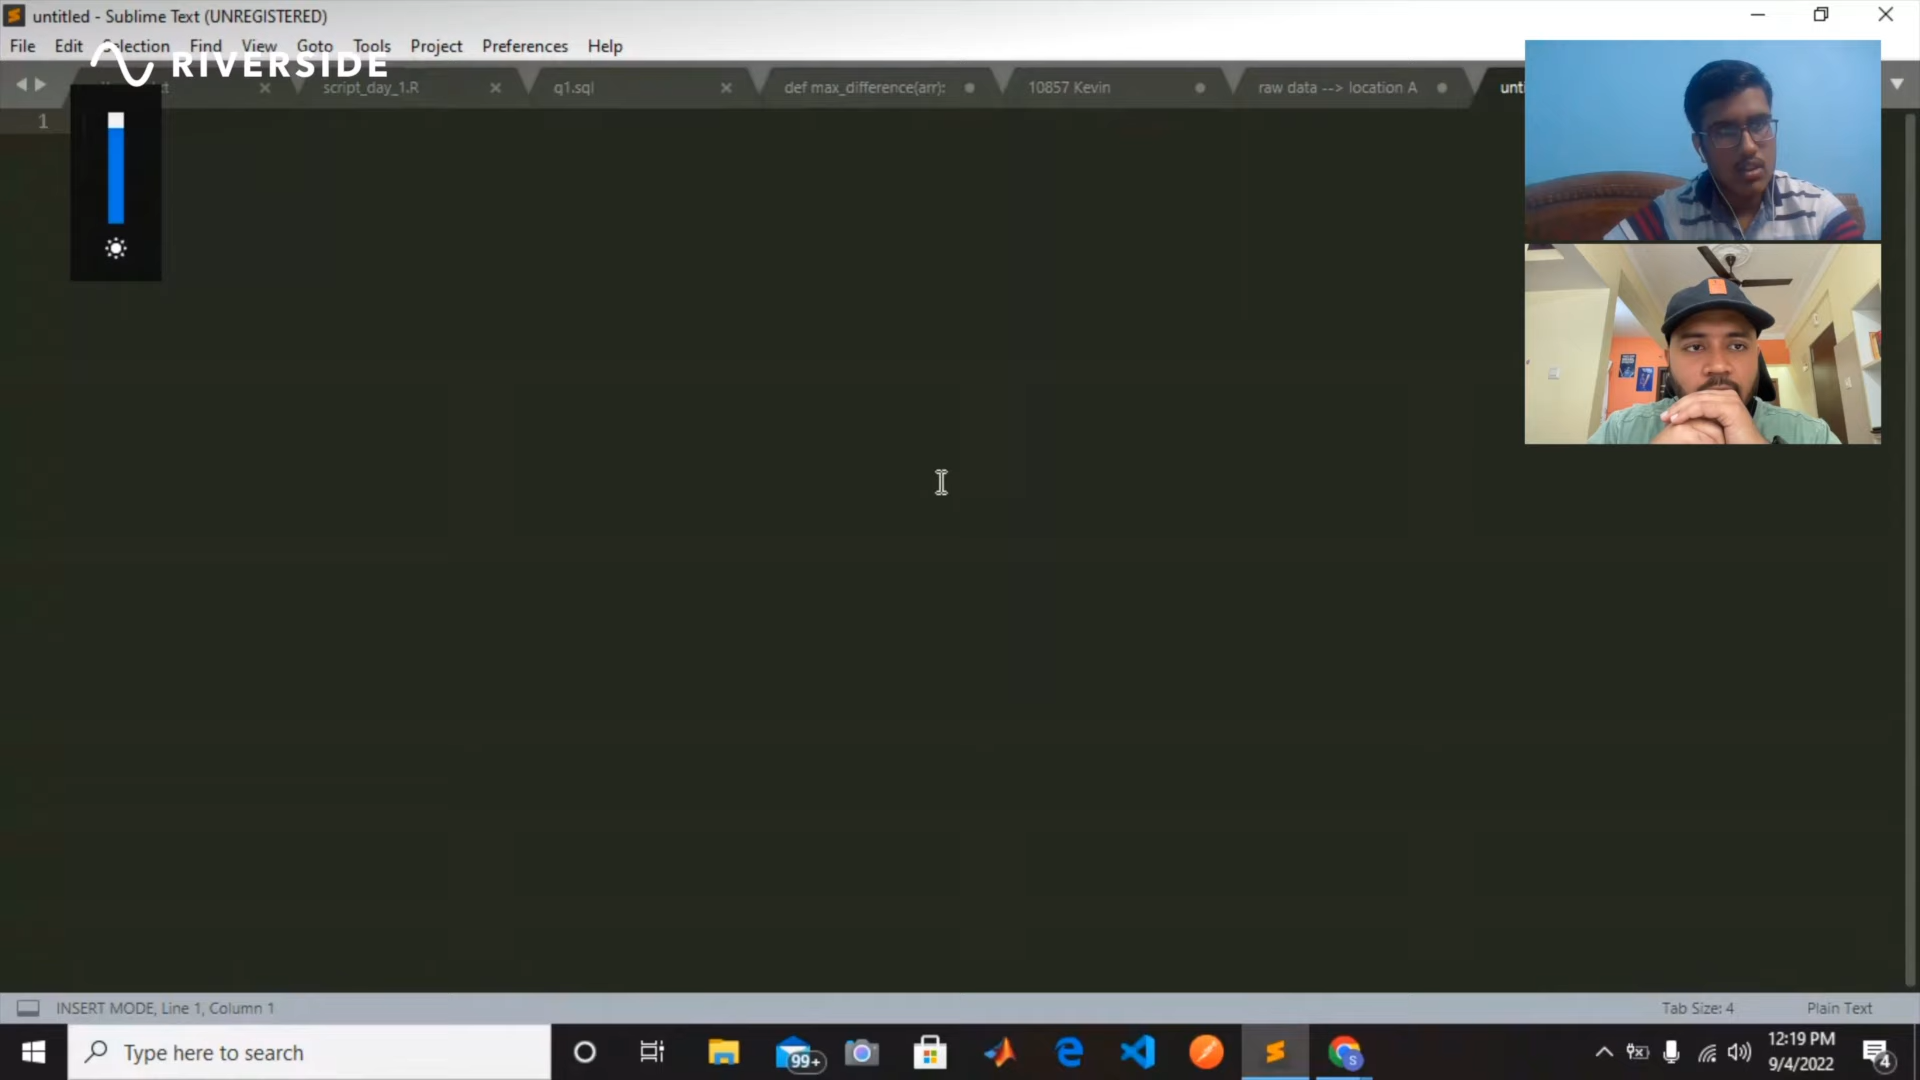 untitled - Sublime Text (UNREGISTERED)
File Edit Selection Find View Goto Tools Project Preferences Help
RIVERSIDE
script_day_1.R q1.sql def max_difference(arr): 10857 Kevin raw data --> location A unti
1
INSERT MODE, Line 1, Column 1 Tab Size: 4 Plain Text
Type here to search 99+ S 12:19 PM
9/4/2022 4